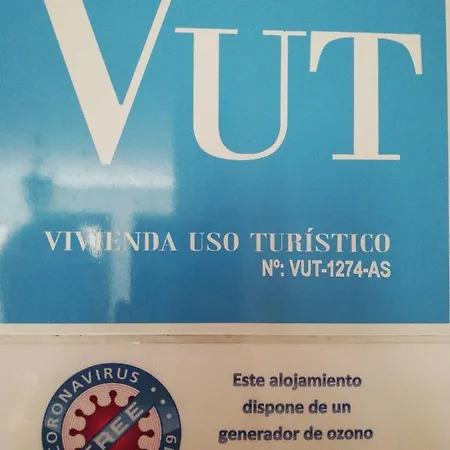 VUT
VIVIENDA USO TURÍSTICO
Nº: VUT-1274-AS
CORONAVIRUS
FREE
Este alojamiento
dispone de un
generador de ozono